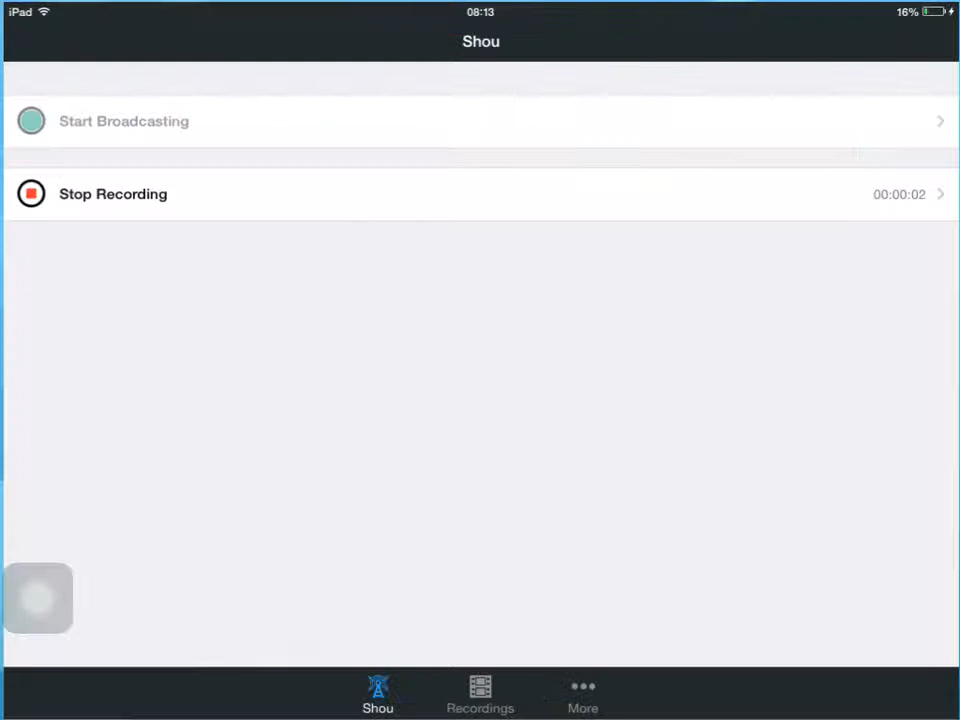 iPad 08:13 16%
Shou
Start Broadcasting
Stop Recording 00:00:02
Shou Recordings More